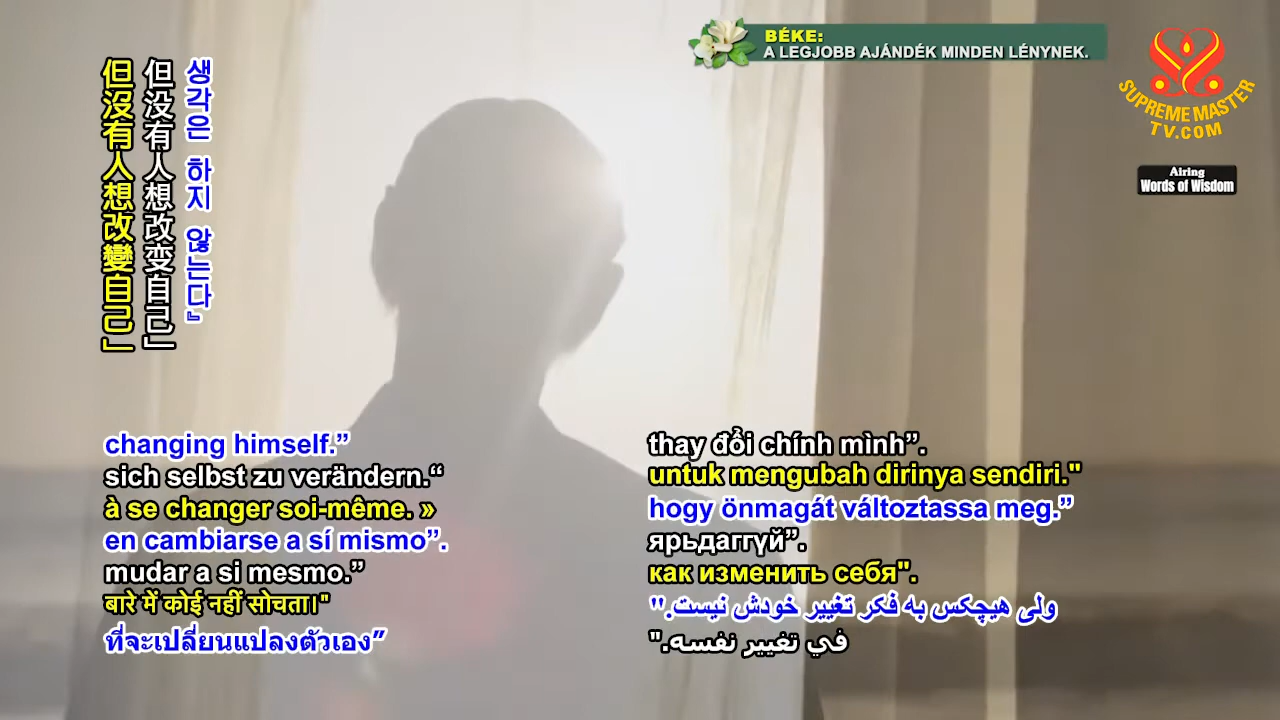 BÉKE:
A LEGJOBB AJÁNDÉK MINDEN LÉNYNEK.
SUPREME MASTER
TV.COM
Airing
Words of Wisdom
생각은 하지 않는다』
但没有人想改变自己」
但沒有人想改變自己」
changing himself.”
sich selbst zu verändern.“
à se changer soi-même. »
en cambiarse a sí mismo”.
mudar a si mesmo.”
बारे में कोई नहीं सोचता।"
ที่จะเปลี่ยนแปลงตัวเอง”
thay đổi chính mình”.
untuk mengubah dirinya sendiri."
hogy önmagát változtassa meg.”
ярьдаггүй”.
как изменить себя".
ولی هیچکس به فکر تغییر خودش نیست."
في تغيير نفسه."